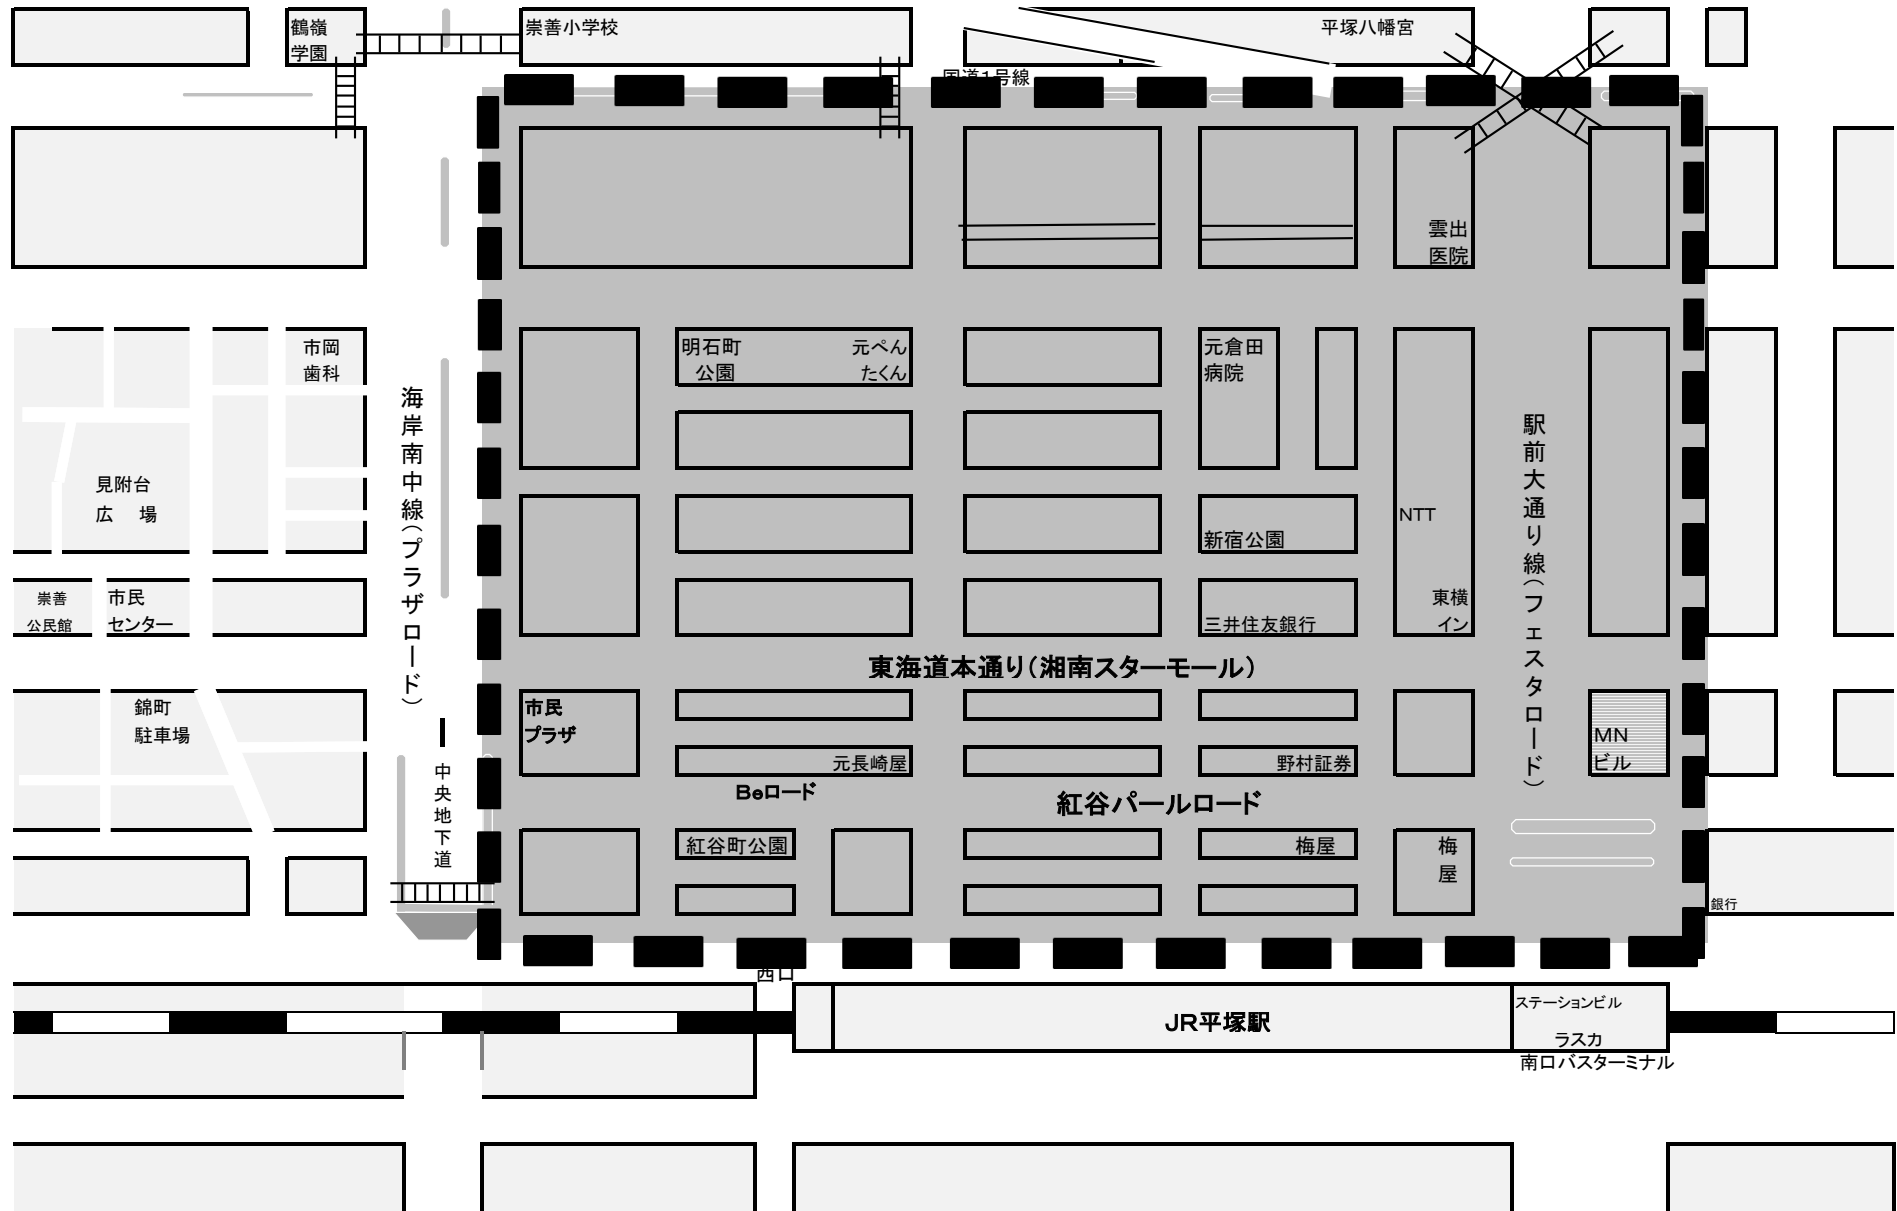 鶴嶺
学園
崇善小学校
平塚八幡宮
国道1号線
雲出
医院
市岡
歯科
明石町
公園
元ぺん
たくん
元倉田
病院
海岸南中線（プラザロード）
駅前大通り線（フェスタロード）
見附台
広　場
NTT
新宿公園
崇善
公民館
市民
センター
三井住友銀行
東横
イン
東海道本通り（湘南スターモール）
錦町
駐車場
市民
プラザ
MN
ビル
元長崎屋
野村証券
中央地下道
Beロード
紅谷パールロード
紅谷町公園
梅屋
梅
屋
銀行
西口
JR平塚駅
ステーションビル
ラスカ
南口バスターミナル